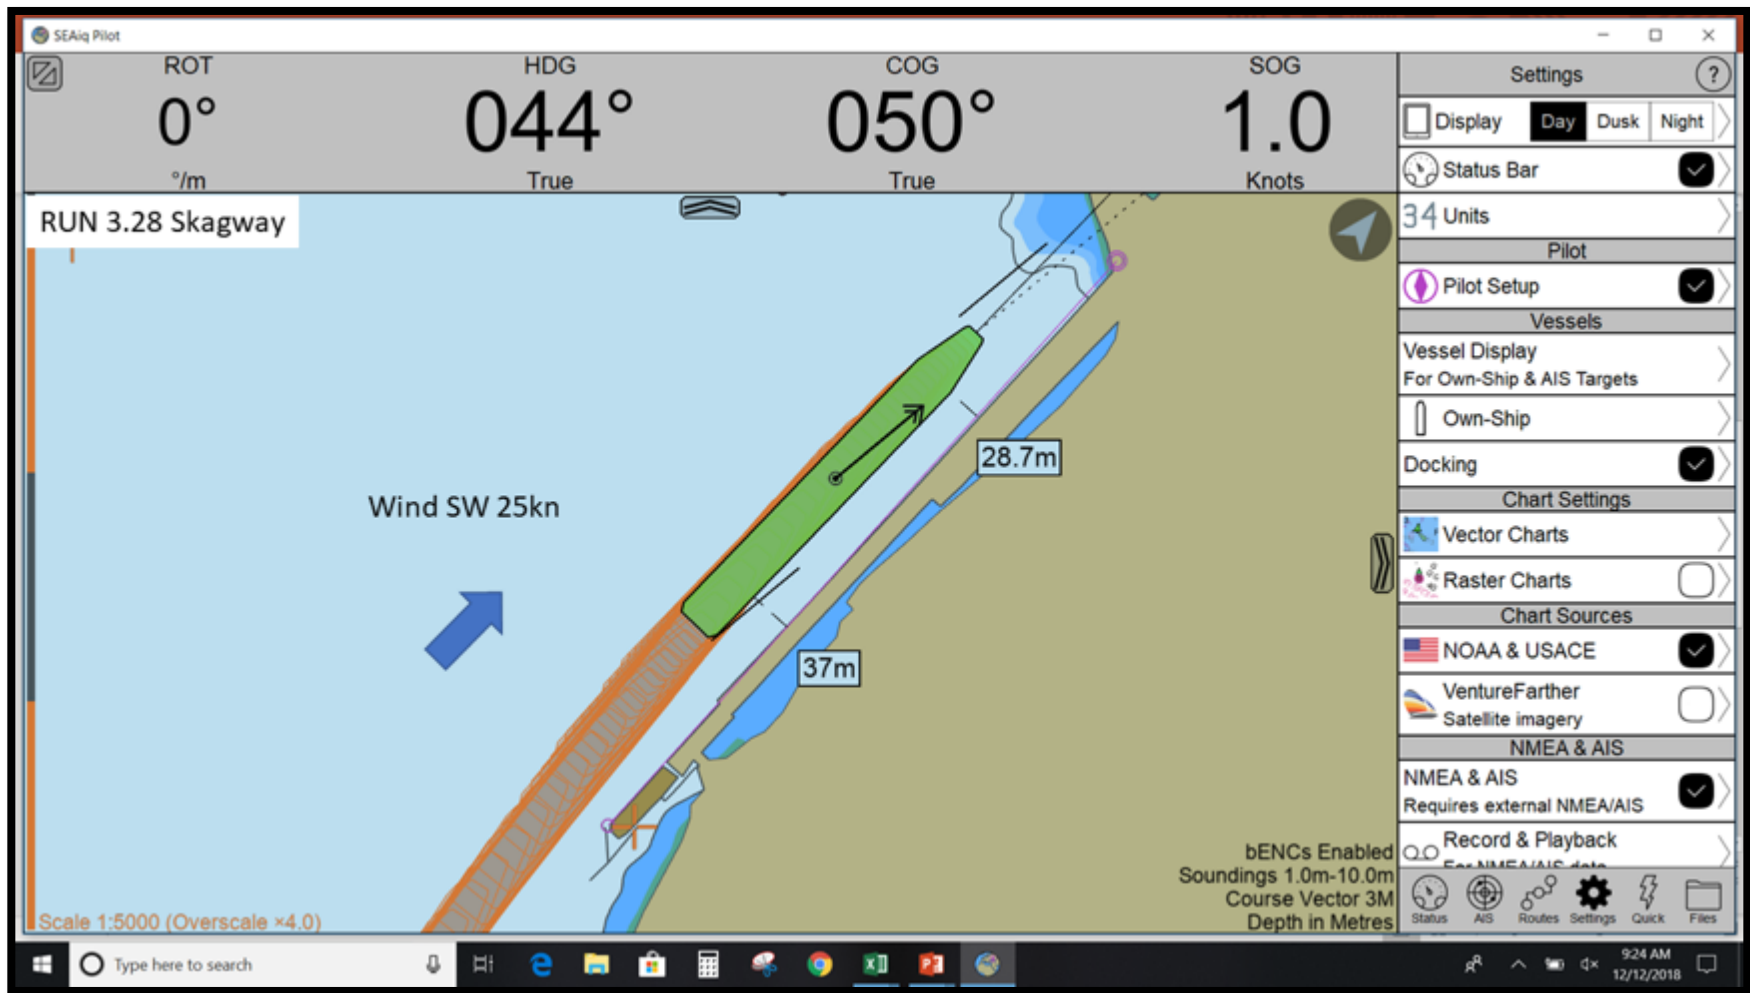 SEAiq Pilot
ROT
HDG
COG
SOG
0°
044°
050°
1.0
°/m
True
True
Knots
RUN 3.28 Skagway
Wind SW 25kn
28.7m
37m
bENCs Enabled
Soundings 1.0m-10.0m
Course Vector 3M
Depth in Metres
Scale 1:5000 (Overscale ×4.0)
Settings
?
Display Day Dusk Night
Status Bar
34 Units
Pilot
Pilot Setup
Vessels
Vessel Display
For Own-Ship & AIS Targets
Own-Ship
Docking
Chart Settings
Vector Charts
Raster Charts
Chart Sources
NOAA & USACE
VentureFarther
Satellite imagery
NMEA & AIS
NMEA & AIS
Requires external NMEA/AIS
Record & Playback
For NMEA/AIS data
Status AIS Routes Settings Quick Files
Type here to search
9:24 AM
12/12/2018